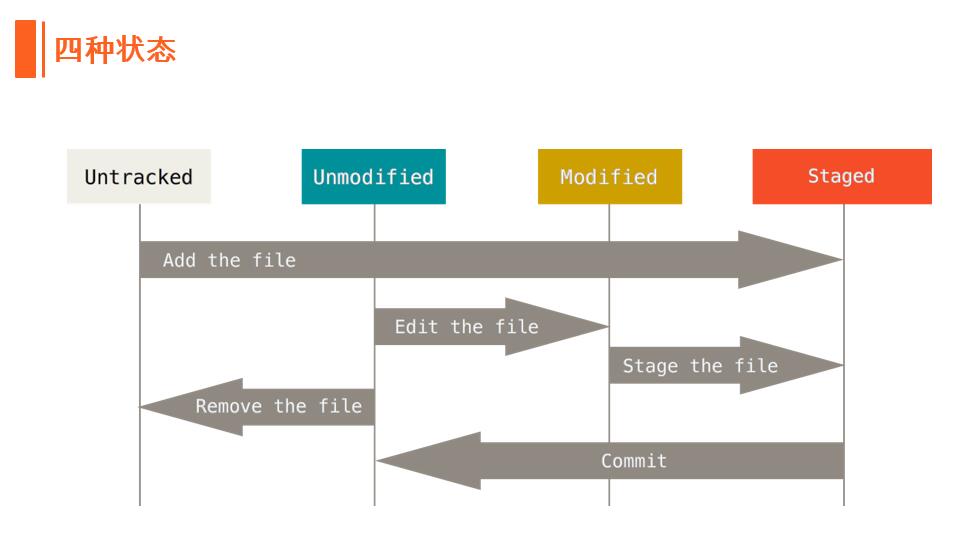 四种状态
Untracked
Unmodified
Modified
Staged
Add the file
Edit the file
Stage the file
Remove the file
Commit